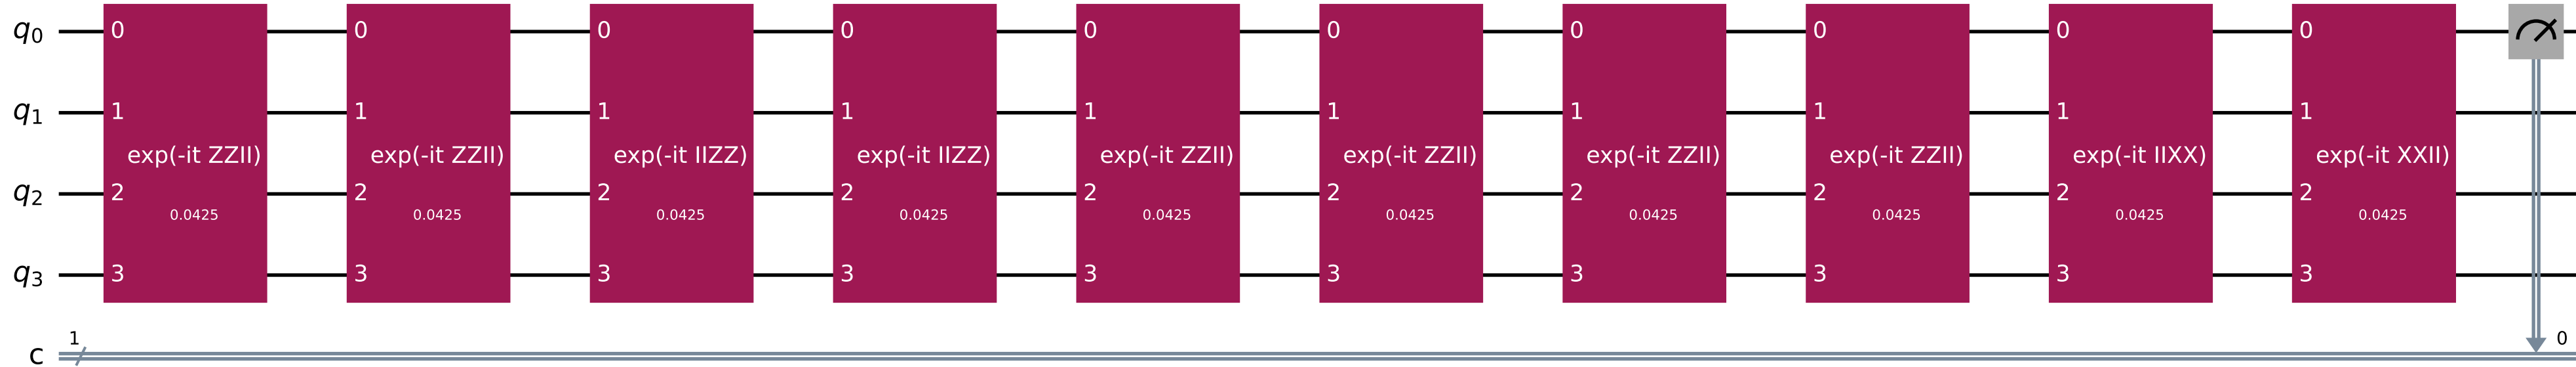 q0 0 0 0 0 0 0 0 0 0 0
q1 1 1 1 1 1 1 1 1 1 1
exp(-it ZZII) exp(-it ZZII) exp(-it IIZZ) exp(-it IIZZ) exp(-it ZZII) exp(-it ZZII) exp(-it ZZII) exp(-it ZZII) exp(-it IIXX) exp(-it XXII)
q2 2 2 2 2 2 2 2 2 2 2
0.0425 0.0425 0.0425 0.0425 0.0425 0.0425 0.0425 0.0425 0.0425 0.0425
q3 3 3 3 3 3 3 3 3 3 3
1 0
c